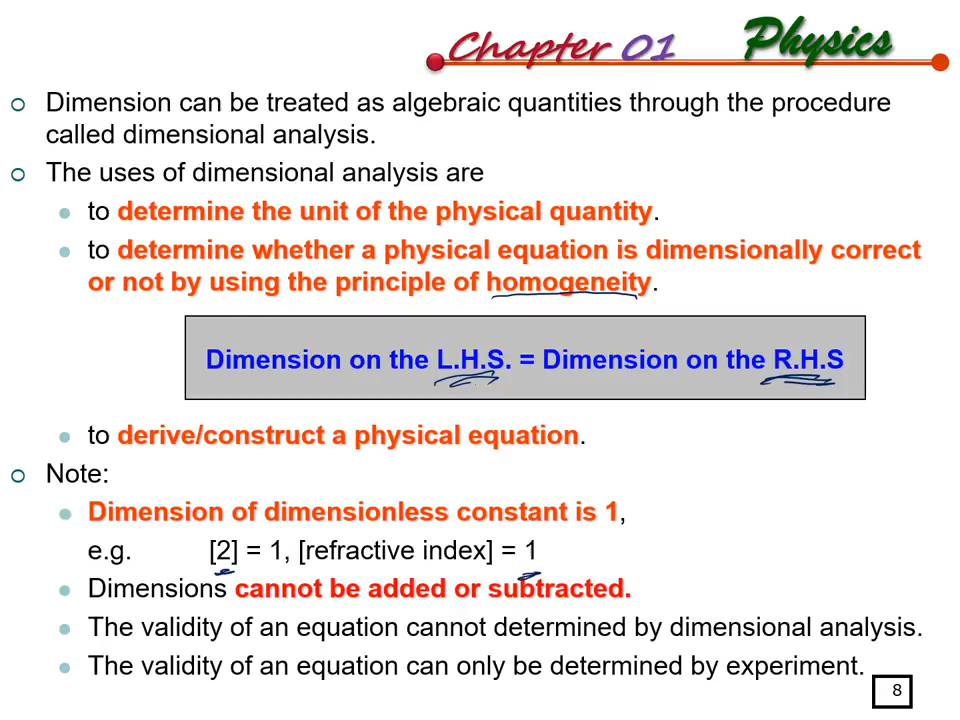 Chapter 01 Physics
Dimension can be treated as algebraic quantities through the procedure
called dimensional analysis.
The uses of dimensional analysis are
to determine the unit of the physical quantity.
to determine whether a physical equation is dimensionally correct
or not by using the principle of homogeneity.
Dimension on the L.H.S. = Dimension on the R.H.S
to derive/construct a physical equation.
Note:
Dimension of dimensionless constant is 1,
e.g. [2] = 1, [refractive index] = 1
Dimensions cannot be added or subtracted.
The validity of an equation cannot determined by dimensional analysis.
The validity of an equation can only be determined by experiment.
8